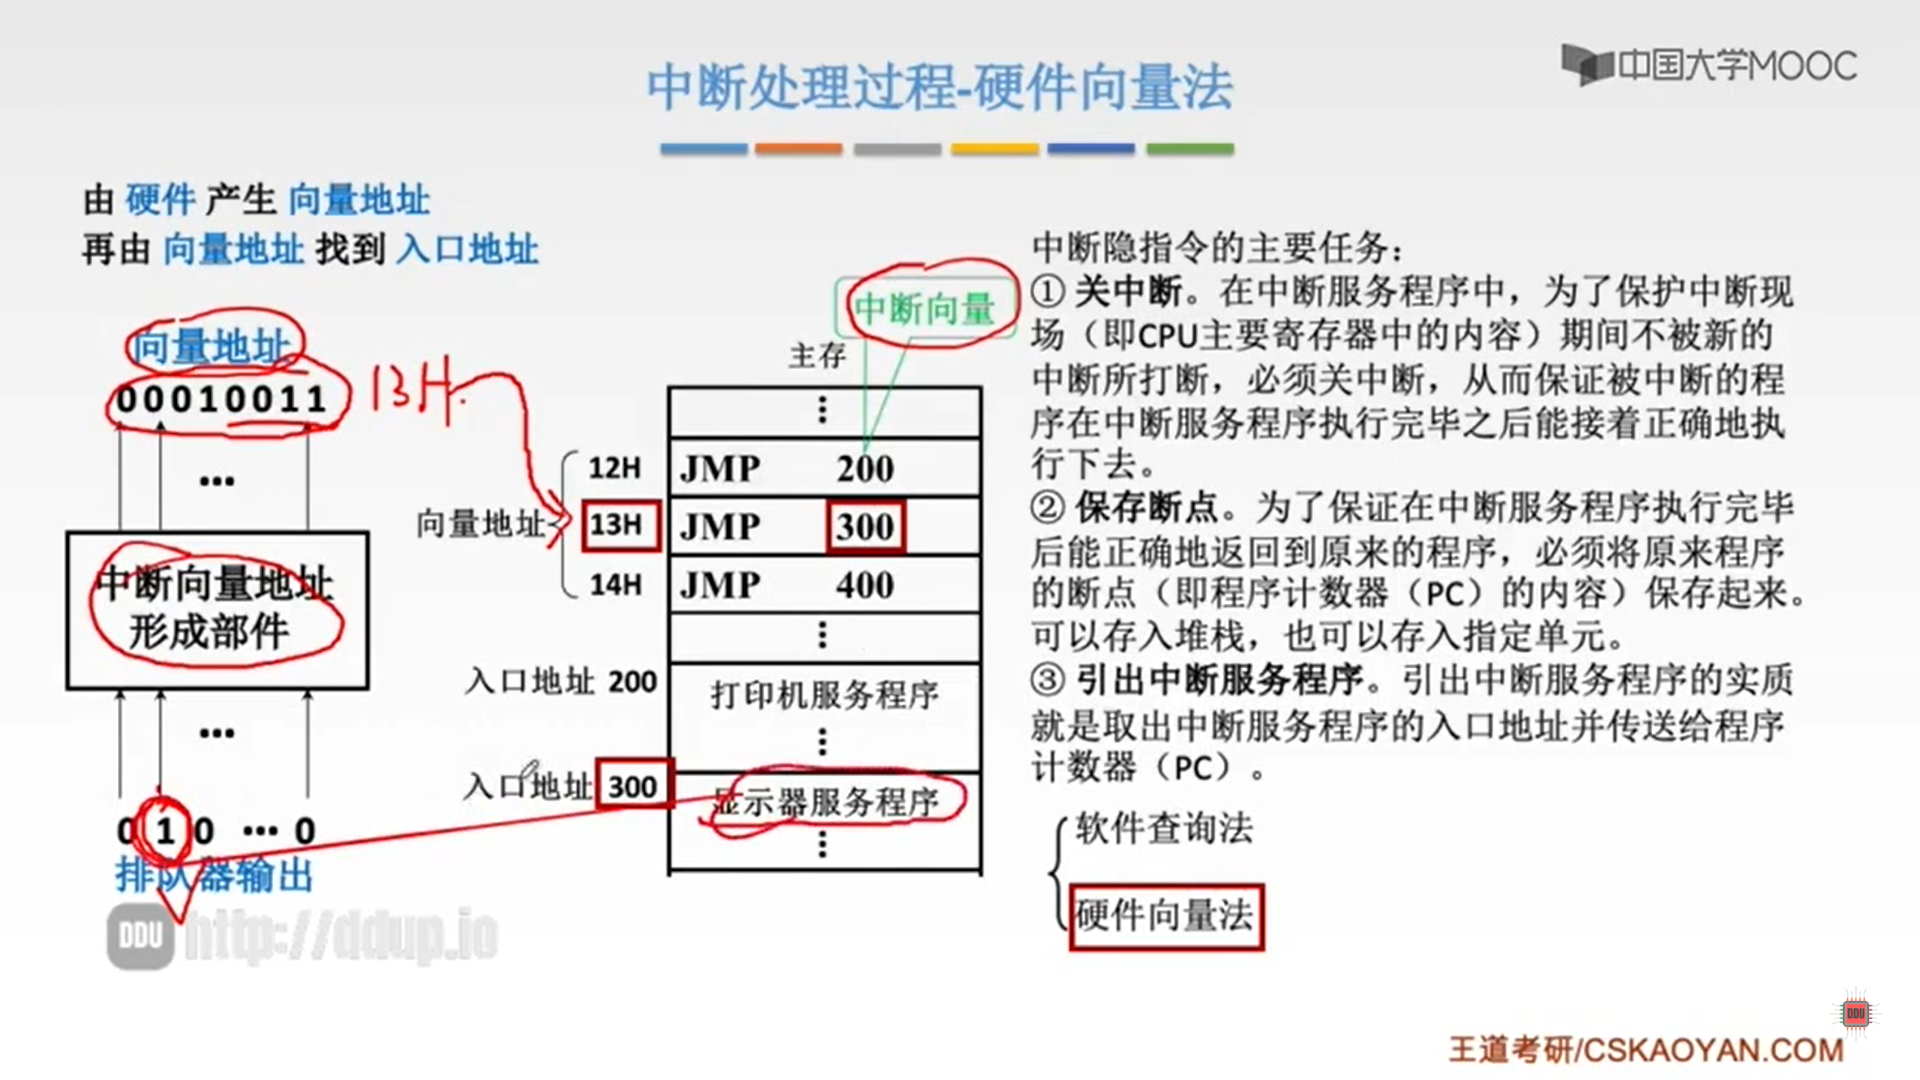 中断处理过程-硬件向量法
中国大学MOOC
由 硬件 产生 向量地址
再由 向量地址 找到 入口地址
向量地址
00010011
13H.
...
中断向量地址
形成部件
...
0 1 0 ... 0
排队器输出
中断向量
主存
⋮
12H JMP 200
向量地址 13H JMP 300
14H JMP 400
⋮
入口地址 200 打印机服务程序
⋮
入口地址 300 显示器服务程序
⋮
中断隐指令的主要任务：
① 关中断。在中断服务程序中，为了保护中断现
场（即CPU主要寄存器中的内容）期间不被新的
中断所打断，必须关中断，从而保证被中断的程
序在中断服务程序执行完毕之后能接着正确地执
行下去。
② 保存断点。为了保证在中断服务程序执行完毕
后能正确地返回到原来的程序，必须将原来程序
的断点（即程序计数器（PC）的内容）保存起来。
可以存入堆栈，也可以存入指定单元。
③ 引出中断服务程序。引出中断服务程序的实质
就是取出中断服务程序的入口地址并传送给程序
计数器（PC）。
软件查询法
硬件向量法
DDU http://ddup.io
DDU
王道考研/CSKAOYAN.COM